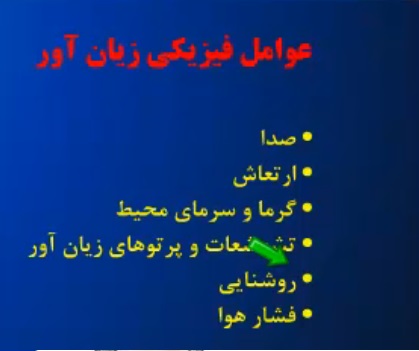 عوامل فیزیکی زیان آور
• صدا
• ارتعاش
• گرما و سرمای محیط
• و پرتوهای زیان آور
• روشنایی
• فشار هوا